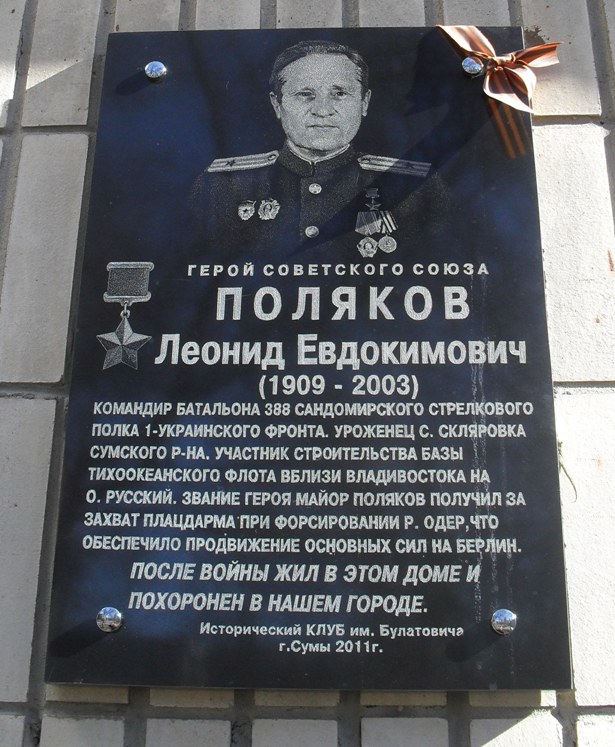 ГЕРОЙ СОВЕТСКОГО СОЮЗА
ПОЛЯКОВ
Леонид Евдокимович
(1909 - 2003)
КОМАНДИР БАТАЛЬОНА 388 САНДОМИРСКОГО СТРЕЛКОВОГО
ПОЛКА 1-УКРАИНСКОГО ФРОНТА. УРОЖЕНЕЦ С. СКЛЯРОВКА
СУМСКОГО Р-НА. УЧАСТНИК СТРОИТЕЛЬСТВА БАЗЫ
ТИХООКЕАНСКОГО ФЛОТА ВБЛИЗИ ВЛАДИВОСТОКА НА
О. РУССКИЙ. ЗВАНИЕ ГЕРОЯ МАЙОР ПОЛЯКОВ ПОЛУЧИЛ ЗА
ЗАХВАТ ПЛАЦДАРМА ПРИ ФОРСИРОВАНИИ Р. ОДЕР,ЧТО
ОБЕСПЕЧИЛО ПРОДВИЖЕНИЕ ОСНОВНЫХ СИЛ НА БЕРЛИН.
ПОСЛЕ ВОЙНЫ ЖИЛ В ЭТОМ ДОМЕ И
ПОХОРОНЕН В НАШЕМ ГОРОДЕ.
Исторический КЛУБ им. Булатовича
г.Сумы 2011г.